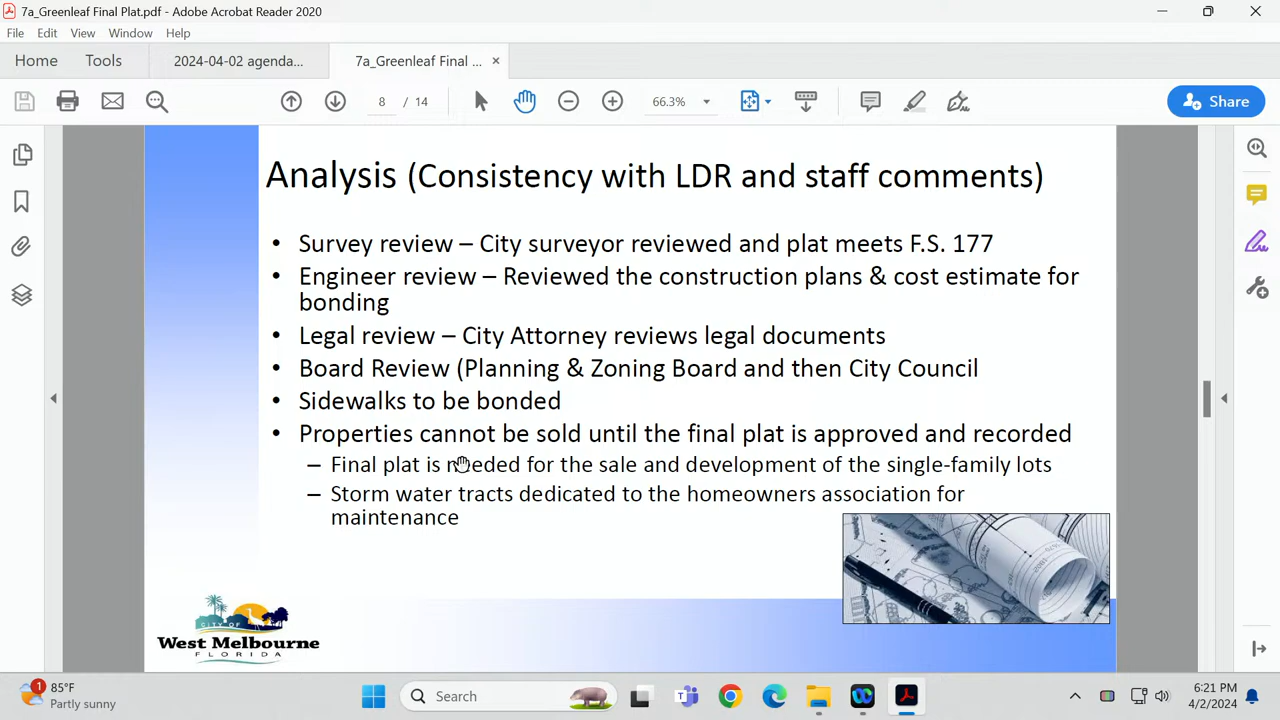 7a_Greenleaf Final Plat.pdf - Adobe Acrobat Reader 2020
File Edit View Window Help
Home Tools 2024-04-02 agenda... 7a_Greenleaf Final ... ×
8 / 14 66.3% Share
Analysis (Consistency with LDR and staff comments)
• Survey review – City surveyor reviewed and plat meets F.S. 177
• Engineer review – Reviewed the construction plans & cost estimate for
bonding
• Legal review – City Attorney reviews legal documents
• Board Review (Planning & Zoning Board and then City Council
• Sidewalks to be bonded
• Properties cannot be sold until the final plat is approved and recorded
– Final plat is needed for the sale and development of the single-family lots
– Storm water tracts dedicated to the homeowners association for
maintenance
CITY OF
West Melbourne
FLORIDA
1
85°F
Partly sunny
Search
6:21 PM
4/2/2024